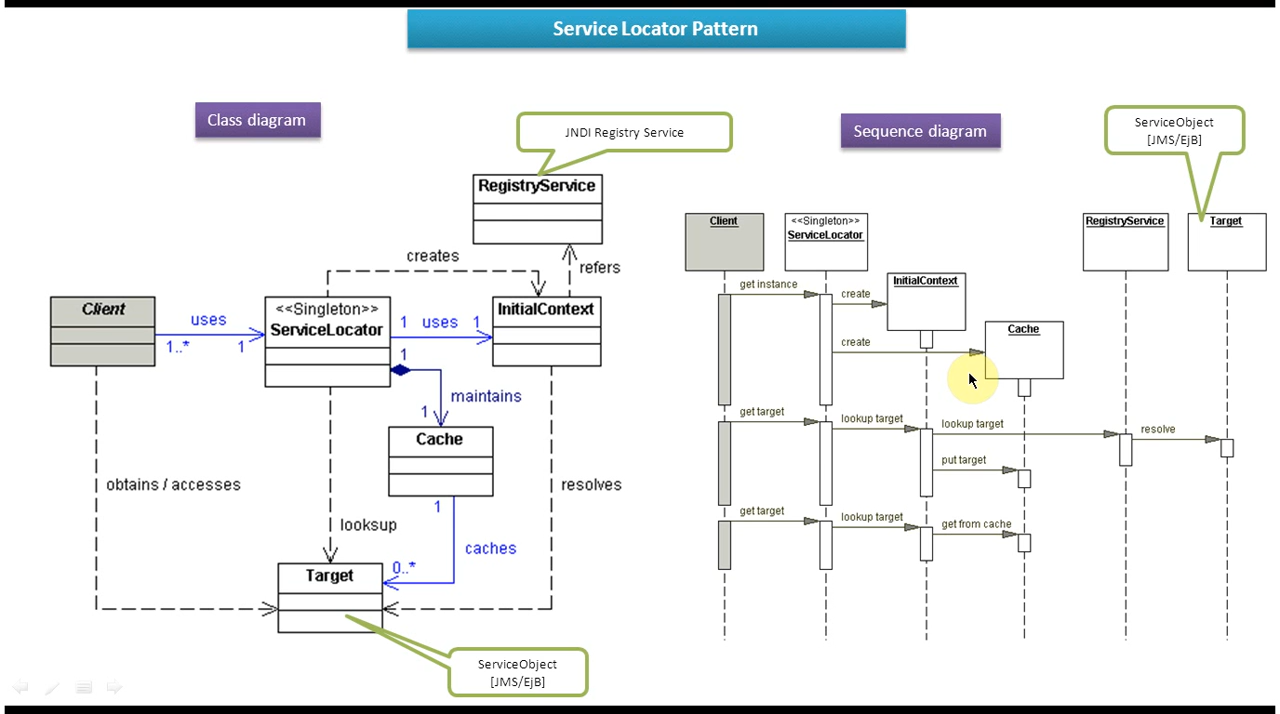 Service Locator Pattern
Class diagram
JNDI Registry Service
RegistryService
creates
refers
Client
uses
1..*
1
<<Singleton>>
ServiceLocator
1
uses
1
InitialContext
1
maintains
1
Cache
obtains / accesses
looksup
resolves
1
caches
0..*
Target
ServiceObject
[JMS/EjB]
Sequence diagram
ServiceObject
[JMS/EjB]
Client
<<Singleton>>
ServiceLocator
RegistryService
Target
get instance
create
InitialContext
create
Cache
get target
lookup target
lookup target
resolve
put target
get target
lookup target
get from cache